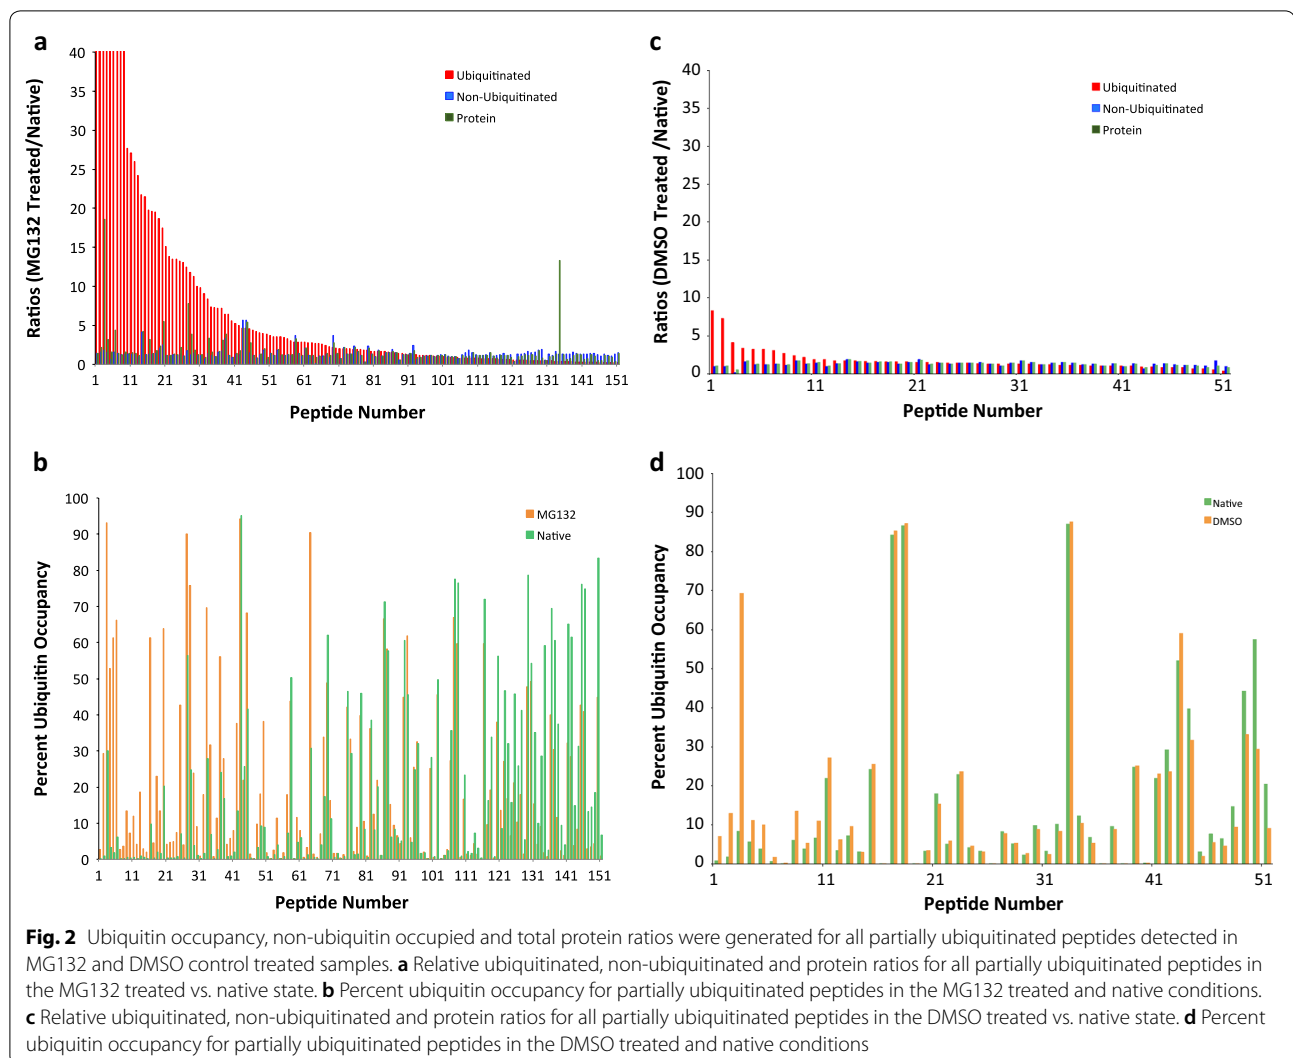 a
Ratios (MG132 Treated/Native)
40
35
30
25
20
15
10
5
0
Ubiquitinated
Non-Ubiquitinated
Protein
1 11 21 31 41 51 61 71 81 91 101 111 121 131 141 151
Peptide Number
c
Ratios (DMSO Treated /Native)
40
35
30
25
20
15
10
5
0
Ubiquitinated
Non-Ubiquitinated
Protein
1 11 21 31 41 51
Peptide Number
b
Percent Ubiquitin Occupancy
100
90
80
70
60
50
40
30
20
10
0
MG132
Native
1 11 21 31 41 51 61 71 81 91 101 111 121 131 141 151
Peptide Number
d
Percent Ubiquitin Occupancy
100
90
80
70
60
50
40
30
20
10
0
Native
DMSO
1 11 21 31 41 51
Peptide Number
Fig. 2 Ubiquitin occupancy, non-ubiquitin occupied and total protein ratios were generated for all partially ubiquitinated peptides detected in
MG132 and DMSO control treated samples. a Relative ubiquitinated, non-ubiquitinated and protein ratios for all partially ubiquitinated peptides in
the MG132 treated vs. native state. b Percent ubiquitin occupancy for partially ubiquitinated peptides in the MG132 treated and native conditions.
c Relative ubiquitinated, non-ubiquitinated and protein ratios for all partially ubiquitinated peptides in the DMSO treated vs. native state. d Percent
ubiquitin occupancy for partially ubiquitinated peptides in the DMSO treated and native conditions